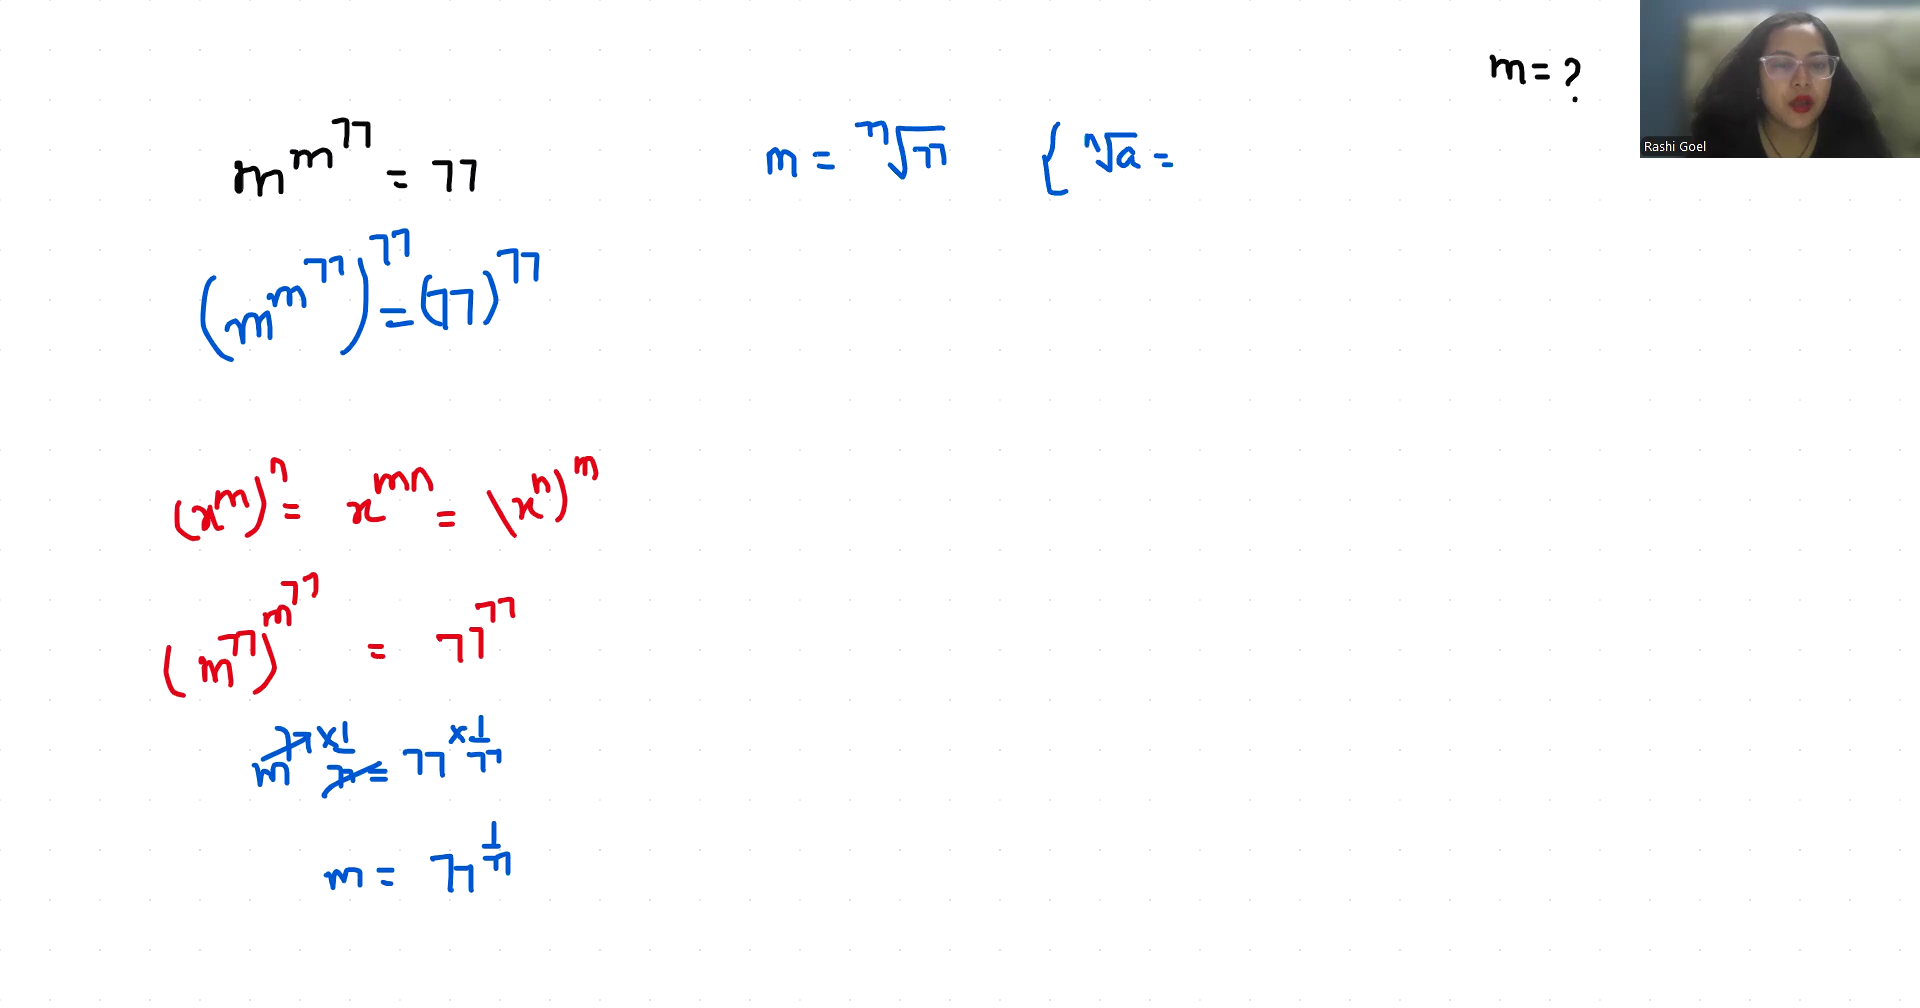 m = ?
Rashi Goel
m^m^77 = 77
(m^m^77)^77 = (77)^77
(x^m)^n = x^mn = (x^n)^m
(m^77)^m^77 = 77^77
m^77×1/77 = 77^×1/77
m = 77^1/77
m = ⁷⁷√77 { ⁿ√a =